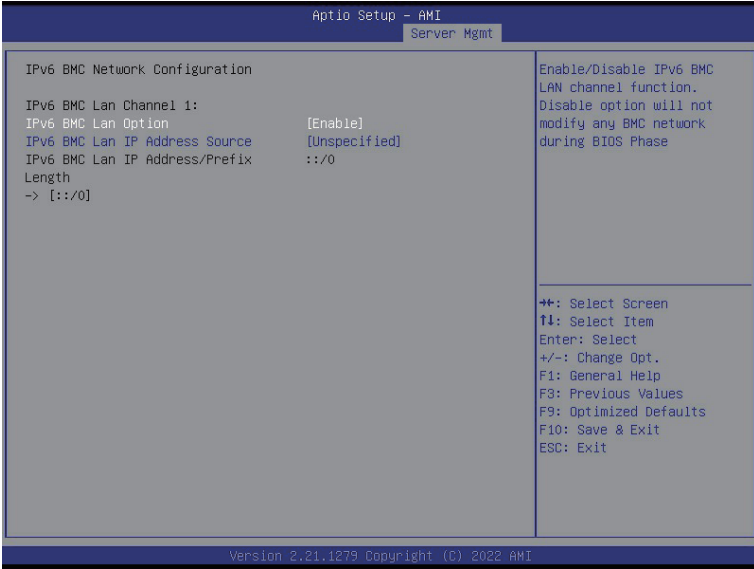 Aptio Setup – AMI
Server Mgmt
IPv6 BMC Network Configuration
IPv6 BMC Lan Channel 1:
IPv6 BMC Lan Option [Enable]
IPv6 BMC Lan IP Address Source [Unspecified]
IPv6 BMC Lan IP Address/Prefix ::/0
Length
-> [::/0]
Enable/Disable IPv6 BMC
LAN channel function.
Disable option will not
modify any BMC network
during BIOS Phase
→←: Select Screen
↑↓: Select Item
Enter: Select
+/-: Change Opt.
F1: General Help
F3: Previous Values
F9: Optimized Defaults
F10: Save & Exit
ESC: Exit
Version 2.21.1279 Copyright (C) 2022 AMI